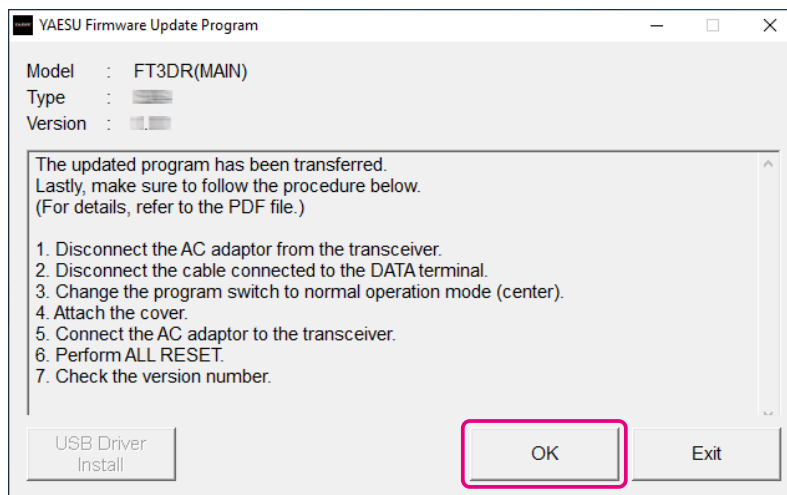 YAESU Firmware Update Program
Model : FT3DR(MAIN)
Type :
Version :
The updated program has been transferred.
Lastly, make sure to follow the procedure below.
(For details, refer to the PDF file.)
1. Disconnect the AC adaptor from the transceiver.
2. Disconnect the cable connected to the DATA terminal.
3. Change the program switch to normal operation mode (center).
4. Attach the cover.
5. Connect the AC adaptor to the transceiver.
6. Perform ALL RESET.
7. Check the version number.
USB Driver
Install
OK
Exit